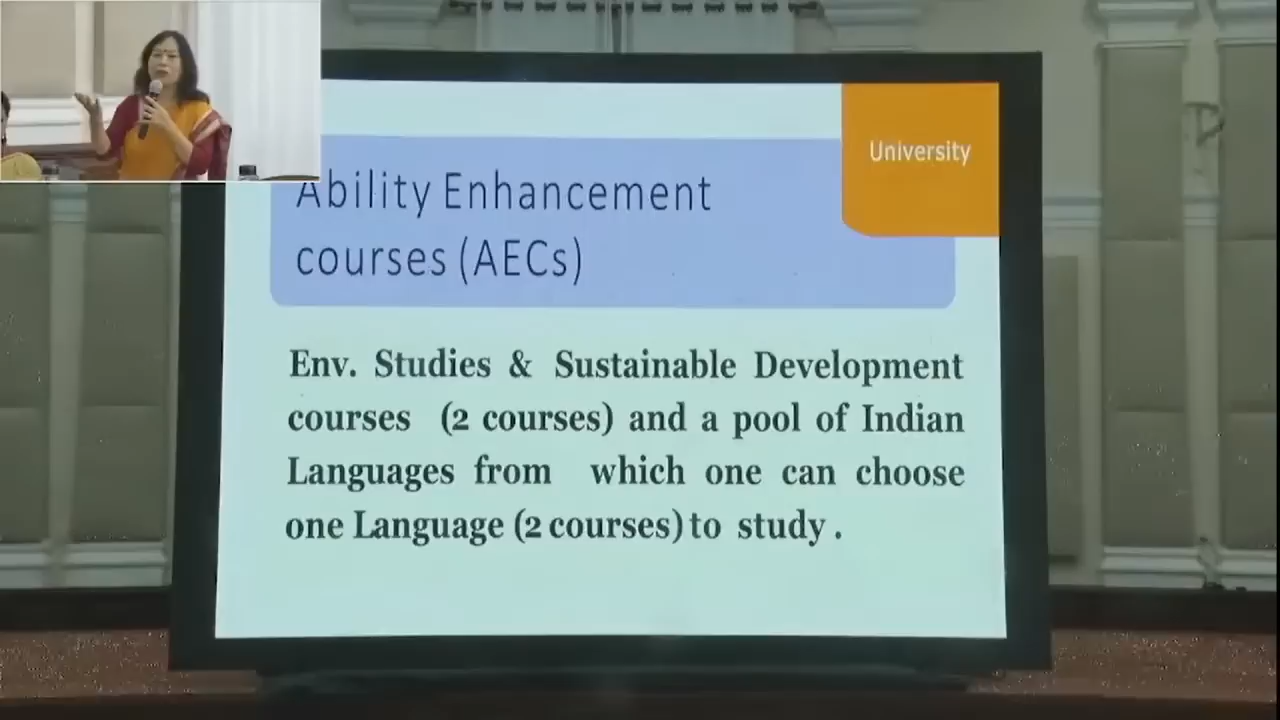 University
Ability Enhancement
courses (AECs)
Env. Studies & Sustainable Development
courses (2 courses) and a pool of Indian
Languages from which one can choose
one Language (2 courses) to study .